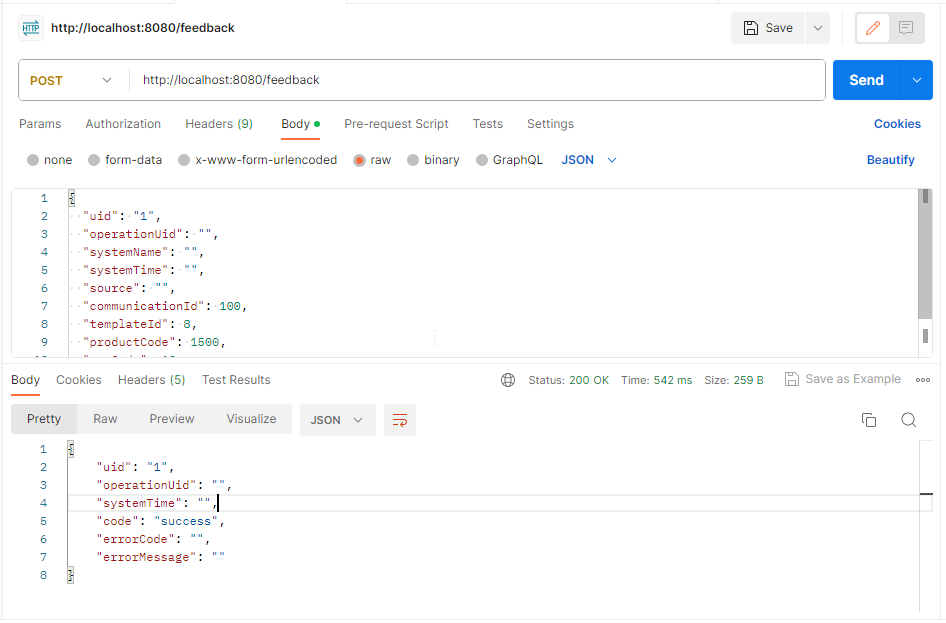 HTTP http://localhost:8080/feedback Save
POST http://localhost:8080/feedback Send
Params Authorization Headers (9) Body Pre-request Script Tests Settings Cookies
none form-data x-www-form-urlencoded raw binary GraphQL JSON Beautify
1 {
2 "uid": "1",
3 "operationUid": "",
4 "systemName": "",
5 "systemTime": "",
6 "source": "",
7 "communicationId": 100,
8 "templateId": 8,
9 "productCode": 1500,
Body Cookies Headers (5) Test Results Status: 200 OK Time: 542 ms Size: 259 B Save as Example
Pretty Raw Preview Visualize JSON
1 {
2 "uid": "1",
3 "operationUid": "",
4 "systemTime": "",
5 "code": "success",
6 "errorCode": "",
7 "errorMessage": ""
8 }